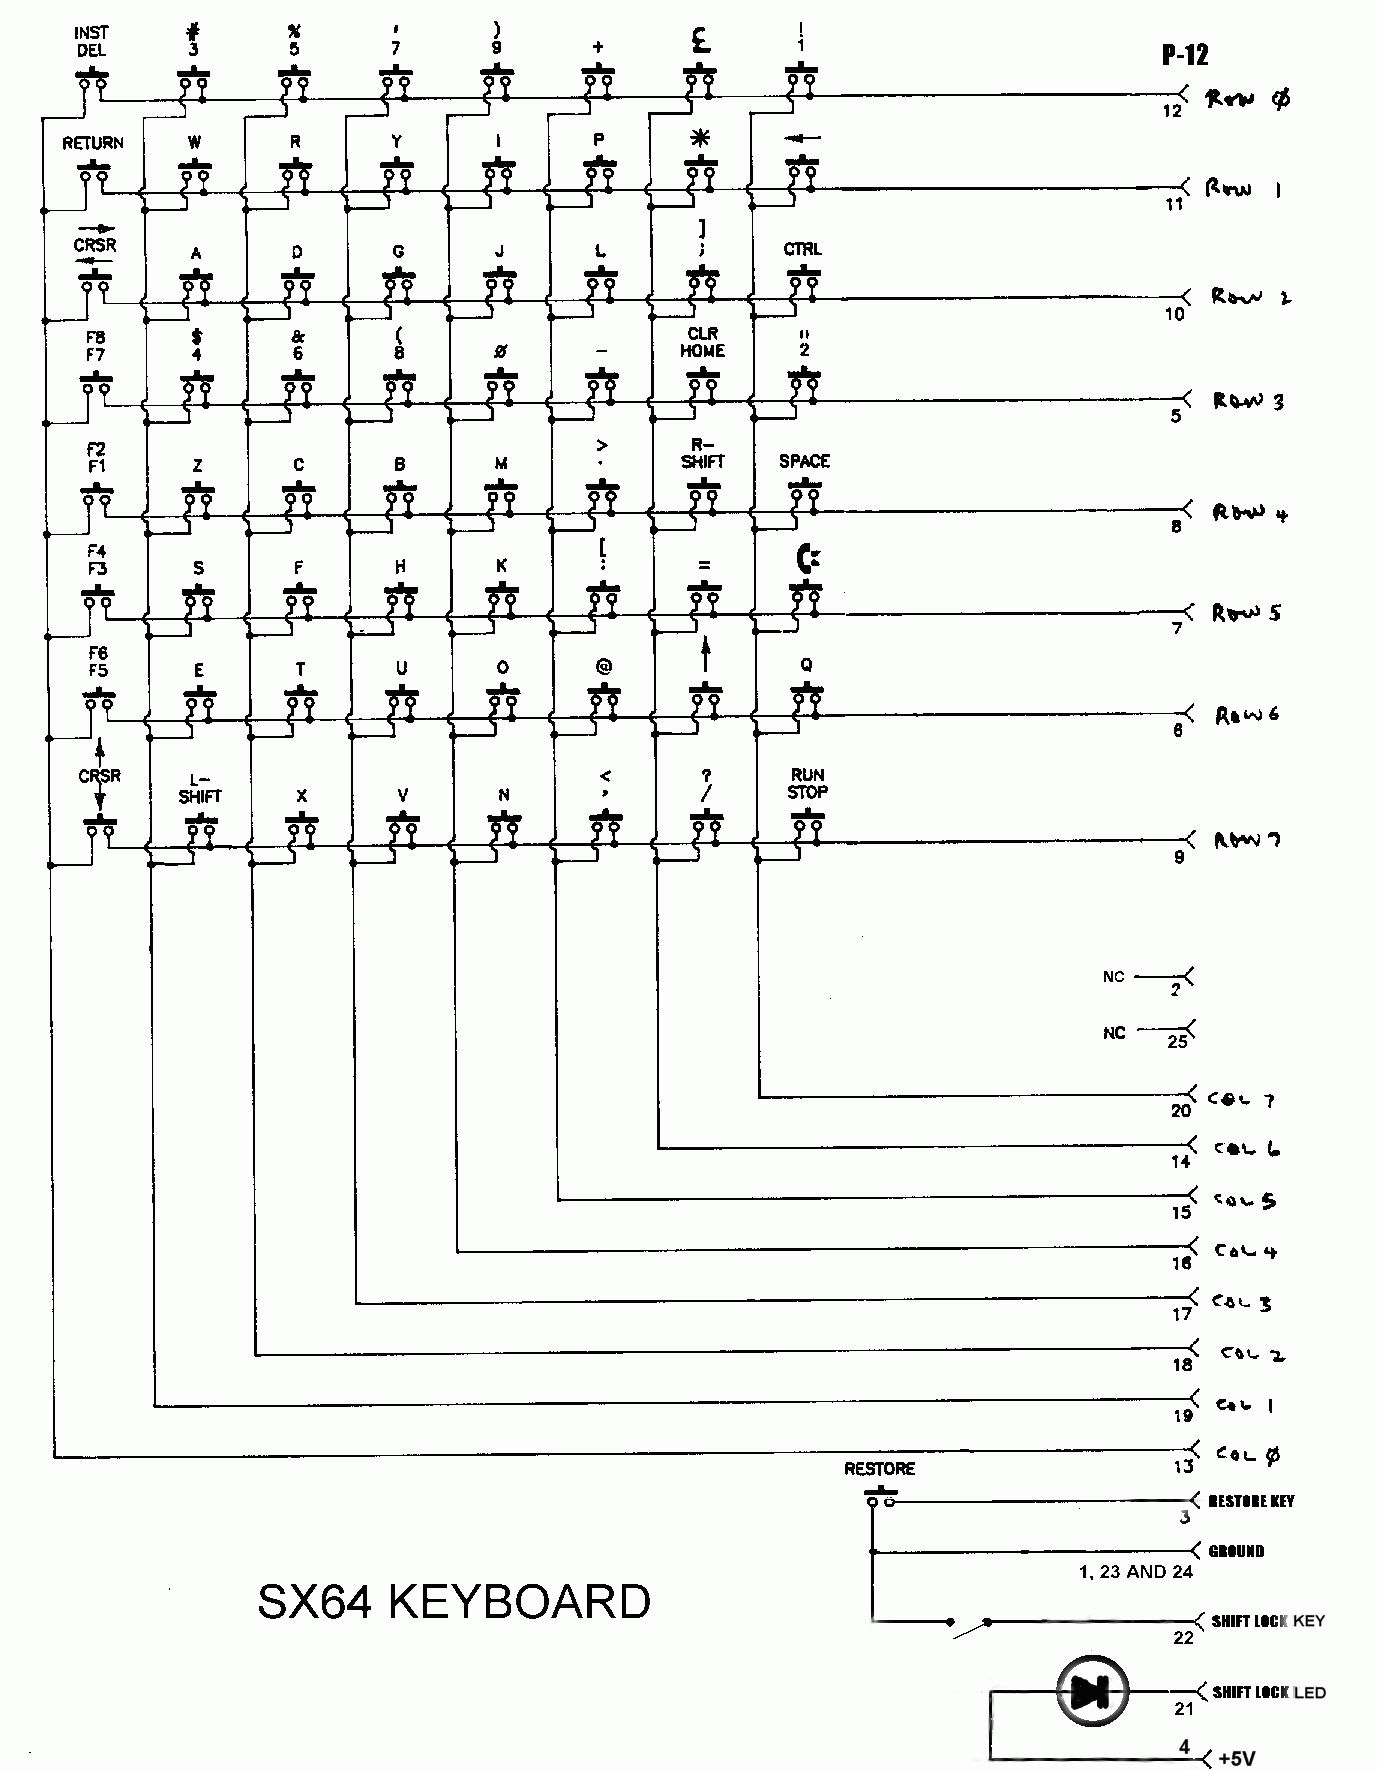 INST # % ' ) £ !
DEL 3 5 7 9 + 1 P-12
12 ROW Ø
RETURN W R Y I P * ←
11 ROW 1
→ ]
CRSR A D G J L ; CTRL
←
10 ROW 2
F8 $ & ( CLR "
F7 4 6 8 Ø - HOME 2
5 ROW 3
F2 > R-
F1 Z C B M . SHIFT SPACE
8 ROW 4
F4 [
F3 S F H K : = C=
7 ROW 5
F6 ↑
F5 E T U O @ Q
6 ROW 6
↑
CRSR L- < ? RUN
↓ SHIFT X V N , / STOP
9 ROW 7
NC 2
NC 25
20 COL 7
14 COL 6
15 COL 5
16 COL 4
17 COL 3
18 COL 2
19 COL 1
13 COL Ø
RESTORE
3 RESTORE KEY
GROUND
1, 23 AND 24
SX64 KEYBOARD
22 SHIFT LOCK KEY
21 SHIFT LOCK LED
4 +5V